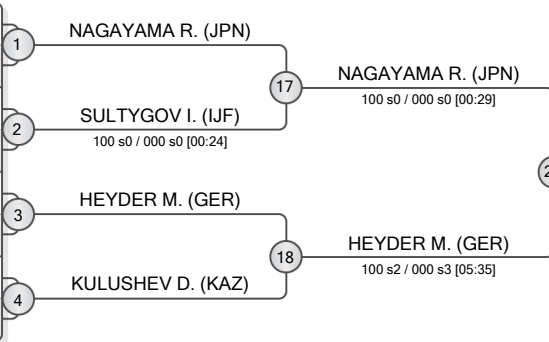 NAGAYAMA R. (JPN)
1
17
NAGAYAMA R. (JPN)
100 s0 / 000 s0 [00:29]
SULTYGOV I. (IJF)
2
100 s0 / 000 s0 [00:24]
HEYDER M. (GER)
3
18
HEYDER M. (GER)
100 s2 / 000 s3 [05:35]
KULUSHEV D. (KAZ)
4